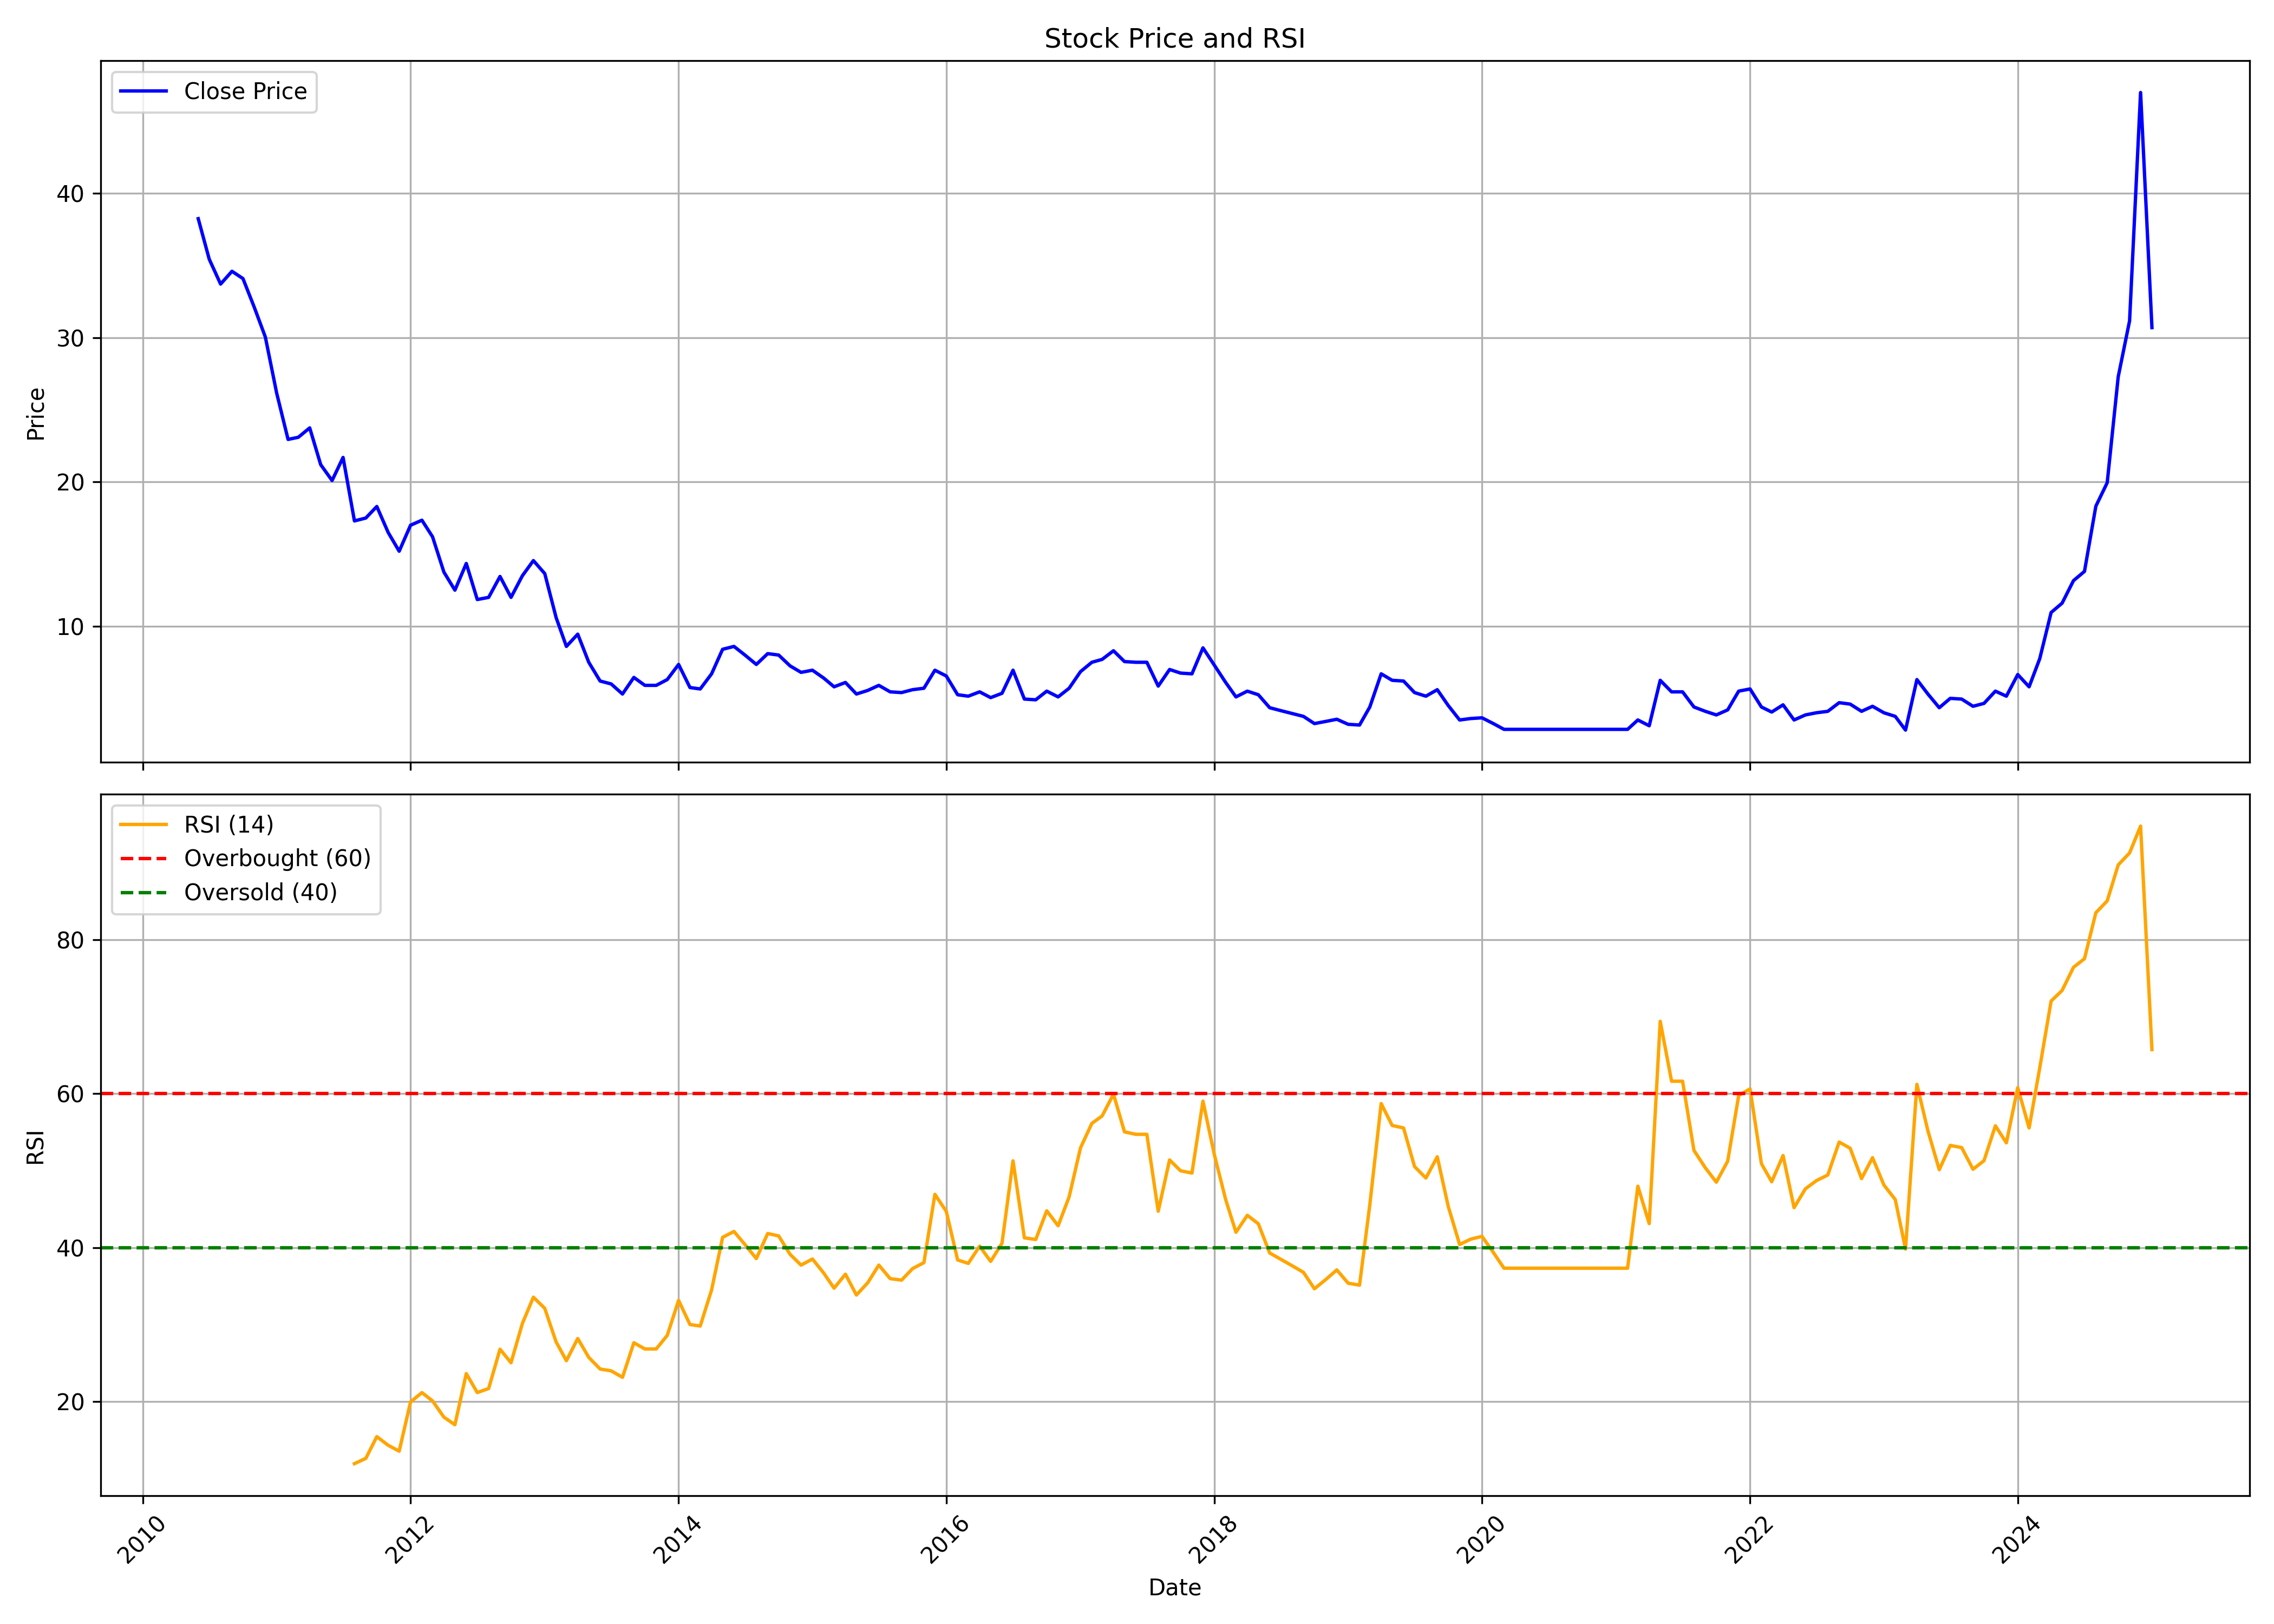 Stock Price and RSI
Close Price
Price
40
30
20
10
RSI (14)
Overbought (60)
Oversold (40)
RSI
80
60
40
20
2010
2012
2014
2016
2018
2020
2022
2024
Date